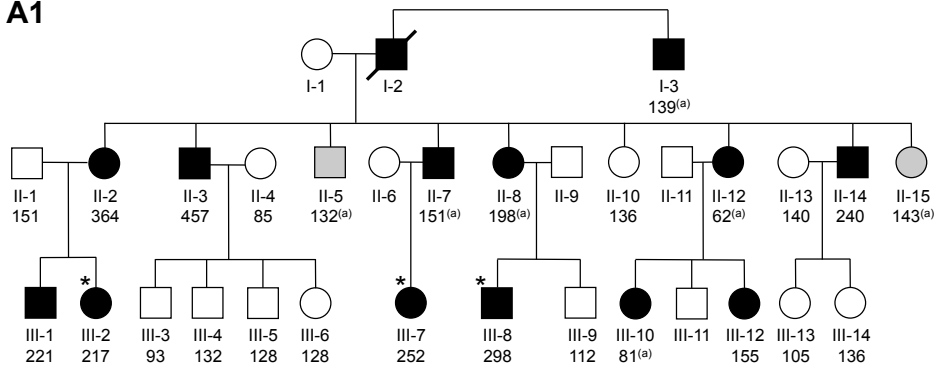 A1
I-1 I-2 I-3
139(a)
II-1 II-2 II-3 II-4 II-5 II-6 II-7 II-8 II-9 II-10 II-11 II-12 II-13 II-14 II-15
151 364 457 85 132(a) 151(a) 198(a) 136 62(a) 140 240 143(a)
* * *
III-1 III-2 III-3 III-4 III-5 III-6 III-7 III-8 III-9 III-10 III-11 III-12 III-13 III-14
221 217 93 132 128 128 252 298 112 81(a) 155 105 136